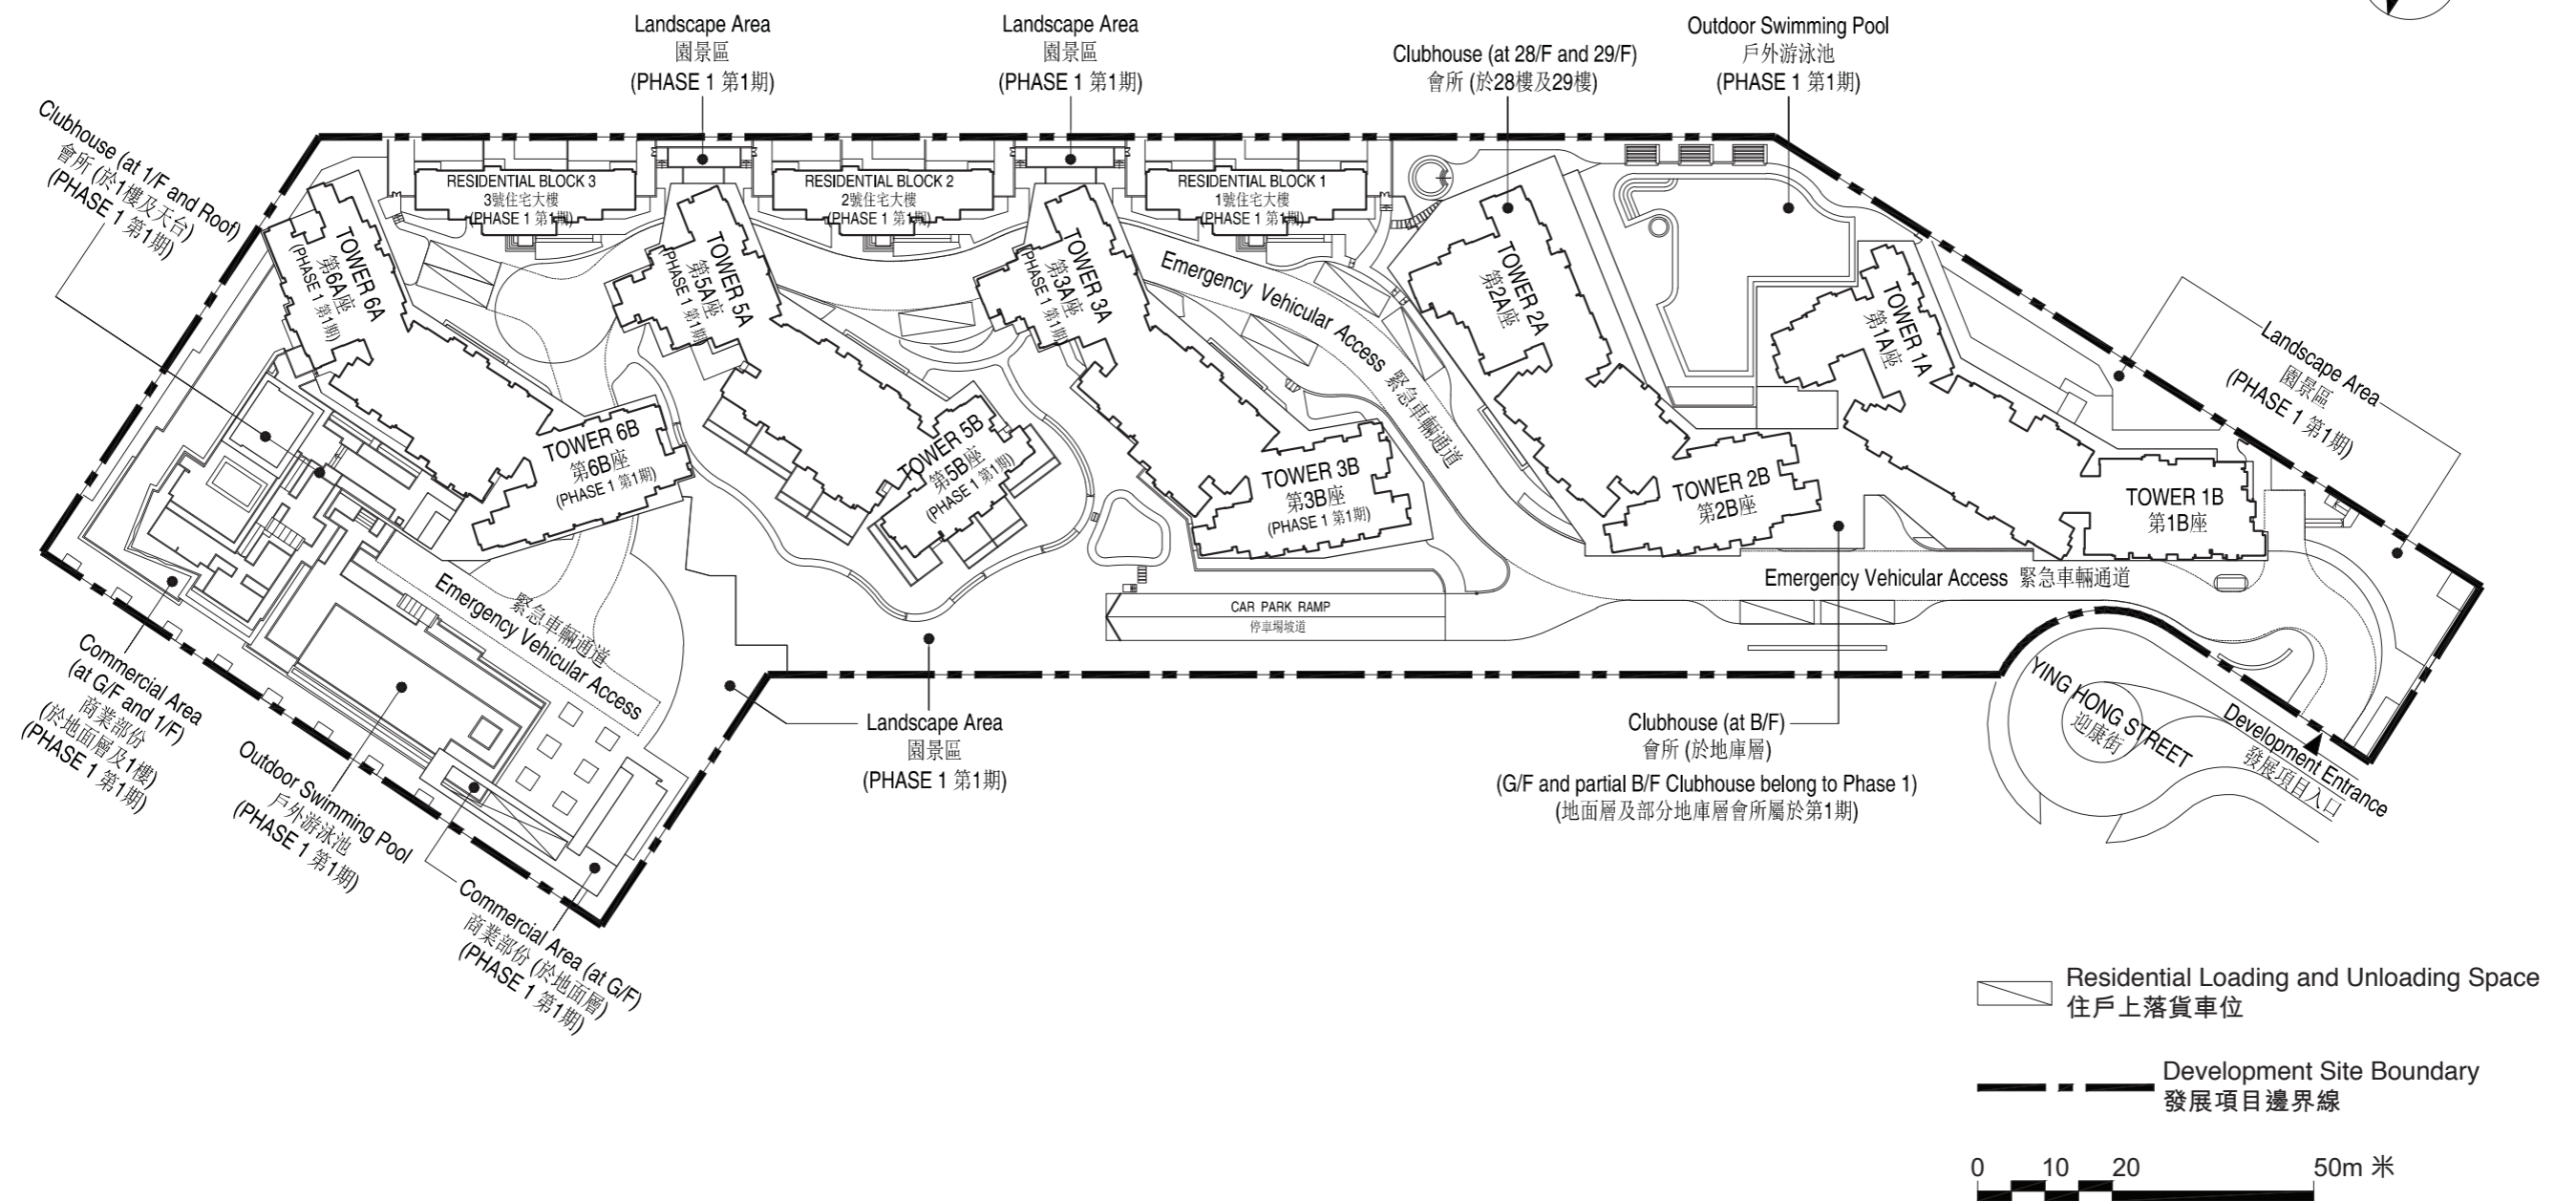 Landscape Area
園景區
(PHASE 1 第1期)
Landscape Area
園景區
(PHASE 1 第1期)
Clubhouse (at 28/F and 29/F)
會所 (於28樓及29樓)
Outdoor Swimming Pool
戶外游泳池
(PHASE 1 第1期)
Clubhouse (at 1/F and Roof)
會所 (於1樓及天台)
(PHASE 1 第1期)
RESIDENTIAL BLOCK 3
3號住宅大樓
(PHASE 1 第1期)
RESIDENTIAL BLOCK 2
2號住宅大樓
(PHASE 1 第1期)
RESIDENTIAL BLOCK 1
1號住宅大樓
(PHASE 1 第1期)
TOWER 6A
第6A座
(PHASE 1 第1期)
TOWER 5A
第5A座
(PHASE 1 第1期)
TOWER 3A
第3A座
(PHASE 1 第1期)
Emergency Vehicular Access 緊急車輛通道
TOWER 2A
第2A座
TOWER 1A
第1A座
Landscape Area
園景區
(PHASE 1 第1期)
TOWER 6B
第6B座
(PHASE 1 第1期)
TOWER 5B
第5B座
(PHASE 1 第1期)
TOWER 3B
第3B座
(PHASE 1 第1期)
TOWER 2B
第2B座
TOWER 1B
第1B座
緊急車輛通道
Emergency Vehicular Access
Emergency Vehicular Access 緊急車輛通道
CAR PARK RAMP
停車場坡道
Commercial Area
(at G/F and 1/F)
商業部份
(於地面層及1樓)
(PHASE 1 第1期)
Outdoor Swimming Pool
戶外游泳池
(PHASE 1 第1期)
Commercial Area (at G/F)
商業部份 (於地面層)
(PHASE 1 第1期)
Landscape Area
園景區
(PHASE 1 第1期)
Clubhouse (at B/F)
會所 (於地庫層)
(G/F and partial B/F Clubhouse belong to Phase 1)
(地面層及部分地庫層會所屬於第1期)
YING HONG STREET
迎康街
Development Entrance
發展項目入口
Residential Loading and Unloading Space
住戶上落貨車位
Development Site Boundary
發展項目邊界線
0 10 20 50m 米